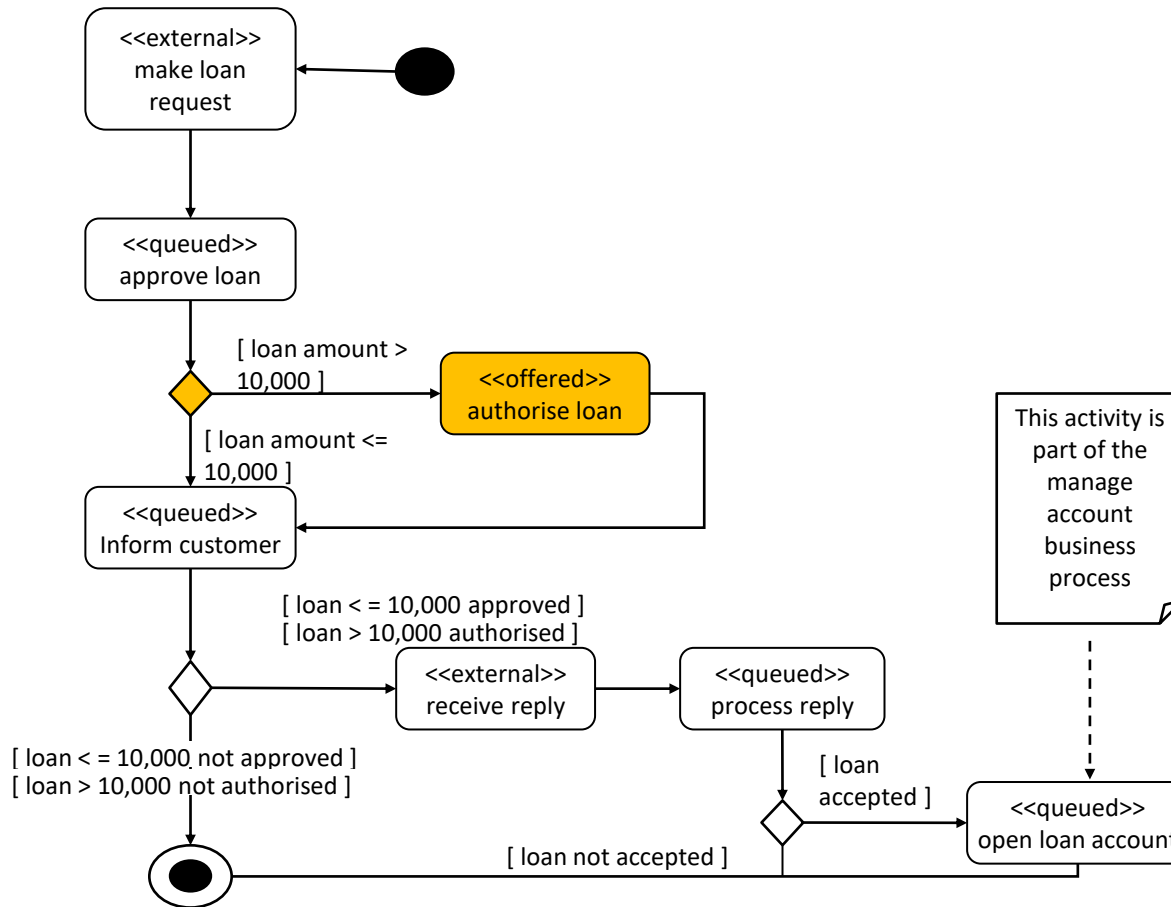 <<external>>
make loan
request
<<queued>>
approve loan
[ loan amount >
10,000 ]
<<offered>>
authorise loan
[ loan amount <=
10,000 ]
<<queued>>
Inform customer
This activity is
part of the
manage
account
business
process
[ loan < = 10,000 approved ]
[ loan > 10,000 authorised ]
<<external>>
receive reply
<<queued>>
process reply
[ loan < = 10,000 not approved ]
[ loan > 10,000 not authorised ]
[ loan
accepted ]
<<queued>>
open loan account
[ loan not accepted ]